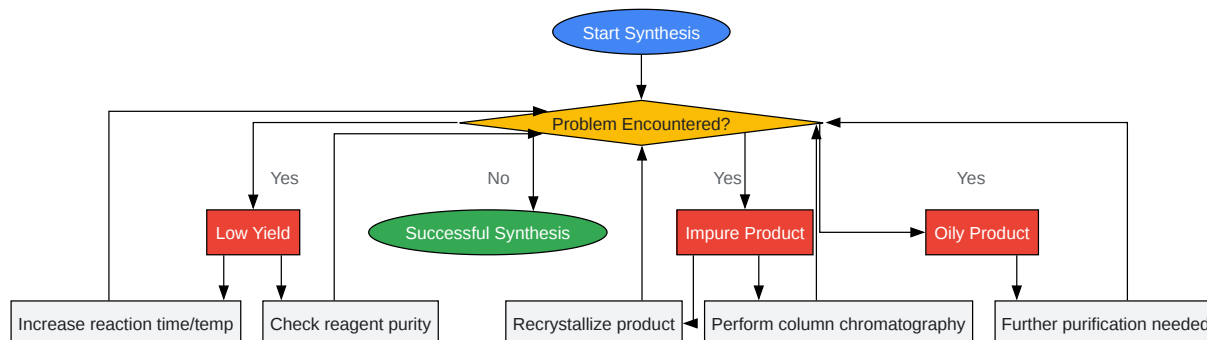 Start Synthesis
Problem Encountered?
Yes
No
Yes
Yes
Low Yield
Successful Synthesis
Impure Product
Oily Product
Increase reaction time/temp
Check reagent purity
Recrystallize product
Perform column chromatography
Further purification needed